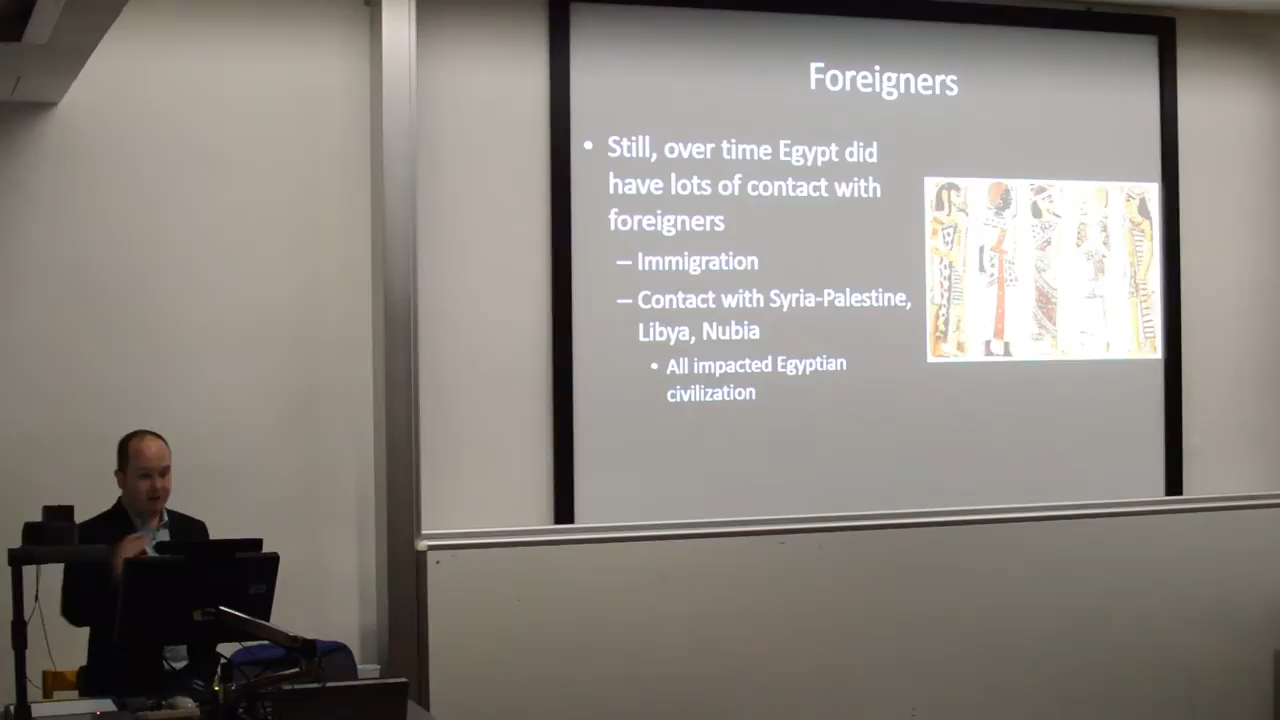 Foreigners
• Still, over time Egypt did
have lots of contact with
foreigners
– Immigration
– Contact with Syria-Palestine,
Libya, Nubia
• All impacted Egyptian
civilization